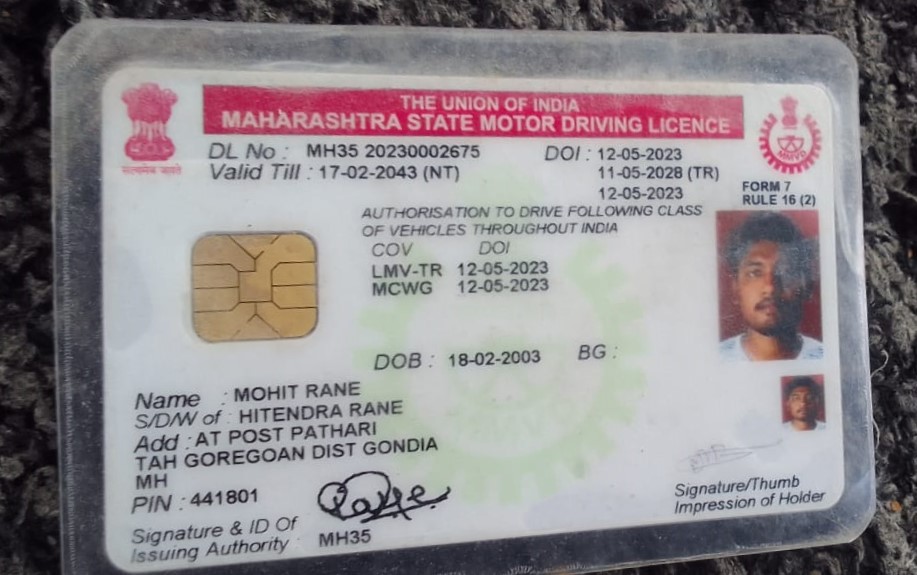 THE UNION OF INDIA
MAHARASHTRA STATE MOTOR DRIVING LICENCE
सत्यमेव जयते
DL No : MH35 20230002675 DOI : 12-05-2023
Valid Till : 17-02-2043 (NT) 11-05-2028 (TR)
12-05-2023
FORM 7
RULE 16 (2)
AUTHORISATION TO DRIVE FOLLOWING CLASS
OF VEHICLES THROUGHOUT INDIA
COV DOI
LMV-TR 12-05-2023
MCWG 12-05-2023
DOB : 18-02-2003 BG :
Name : MOHIT RANE
S/D/W of : HITENDRA RANE
Add : AT POST PATHARI
TAH GOREGOAN DIST GONDIA
MH
PIN : 441801
Signature & ID Of
Issuing Authority : MH35
Signature/Thumb
Impression of Holder